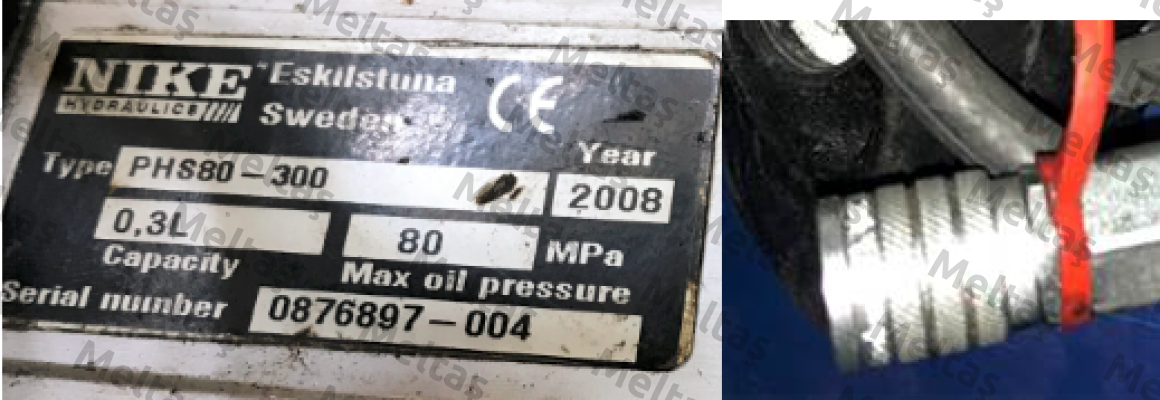 NIKE Eskilstuna
HYDRAULICS Sweden
CE
Type PHS80-300
Year 2008
0,3L Capacity
80 MPa
Max oil pressure
Serial number 0876897-004
Meltaş